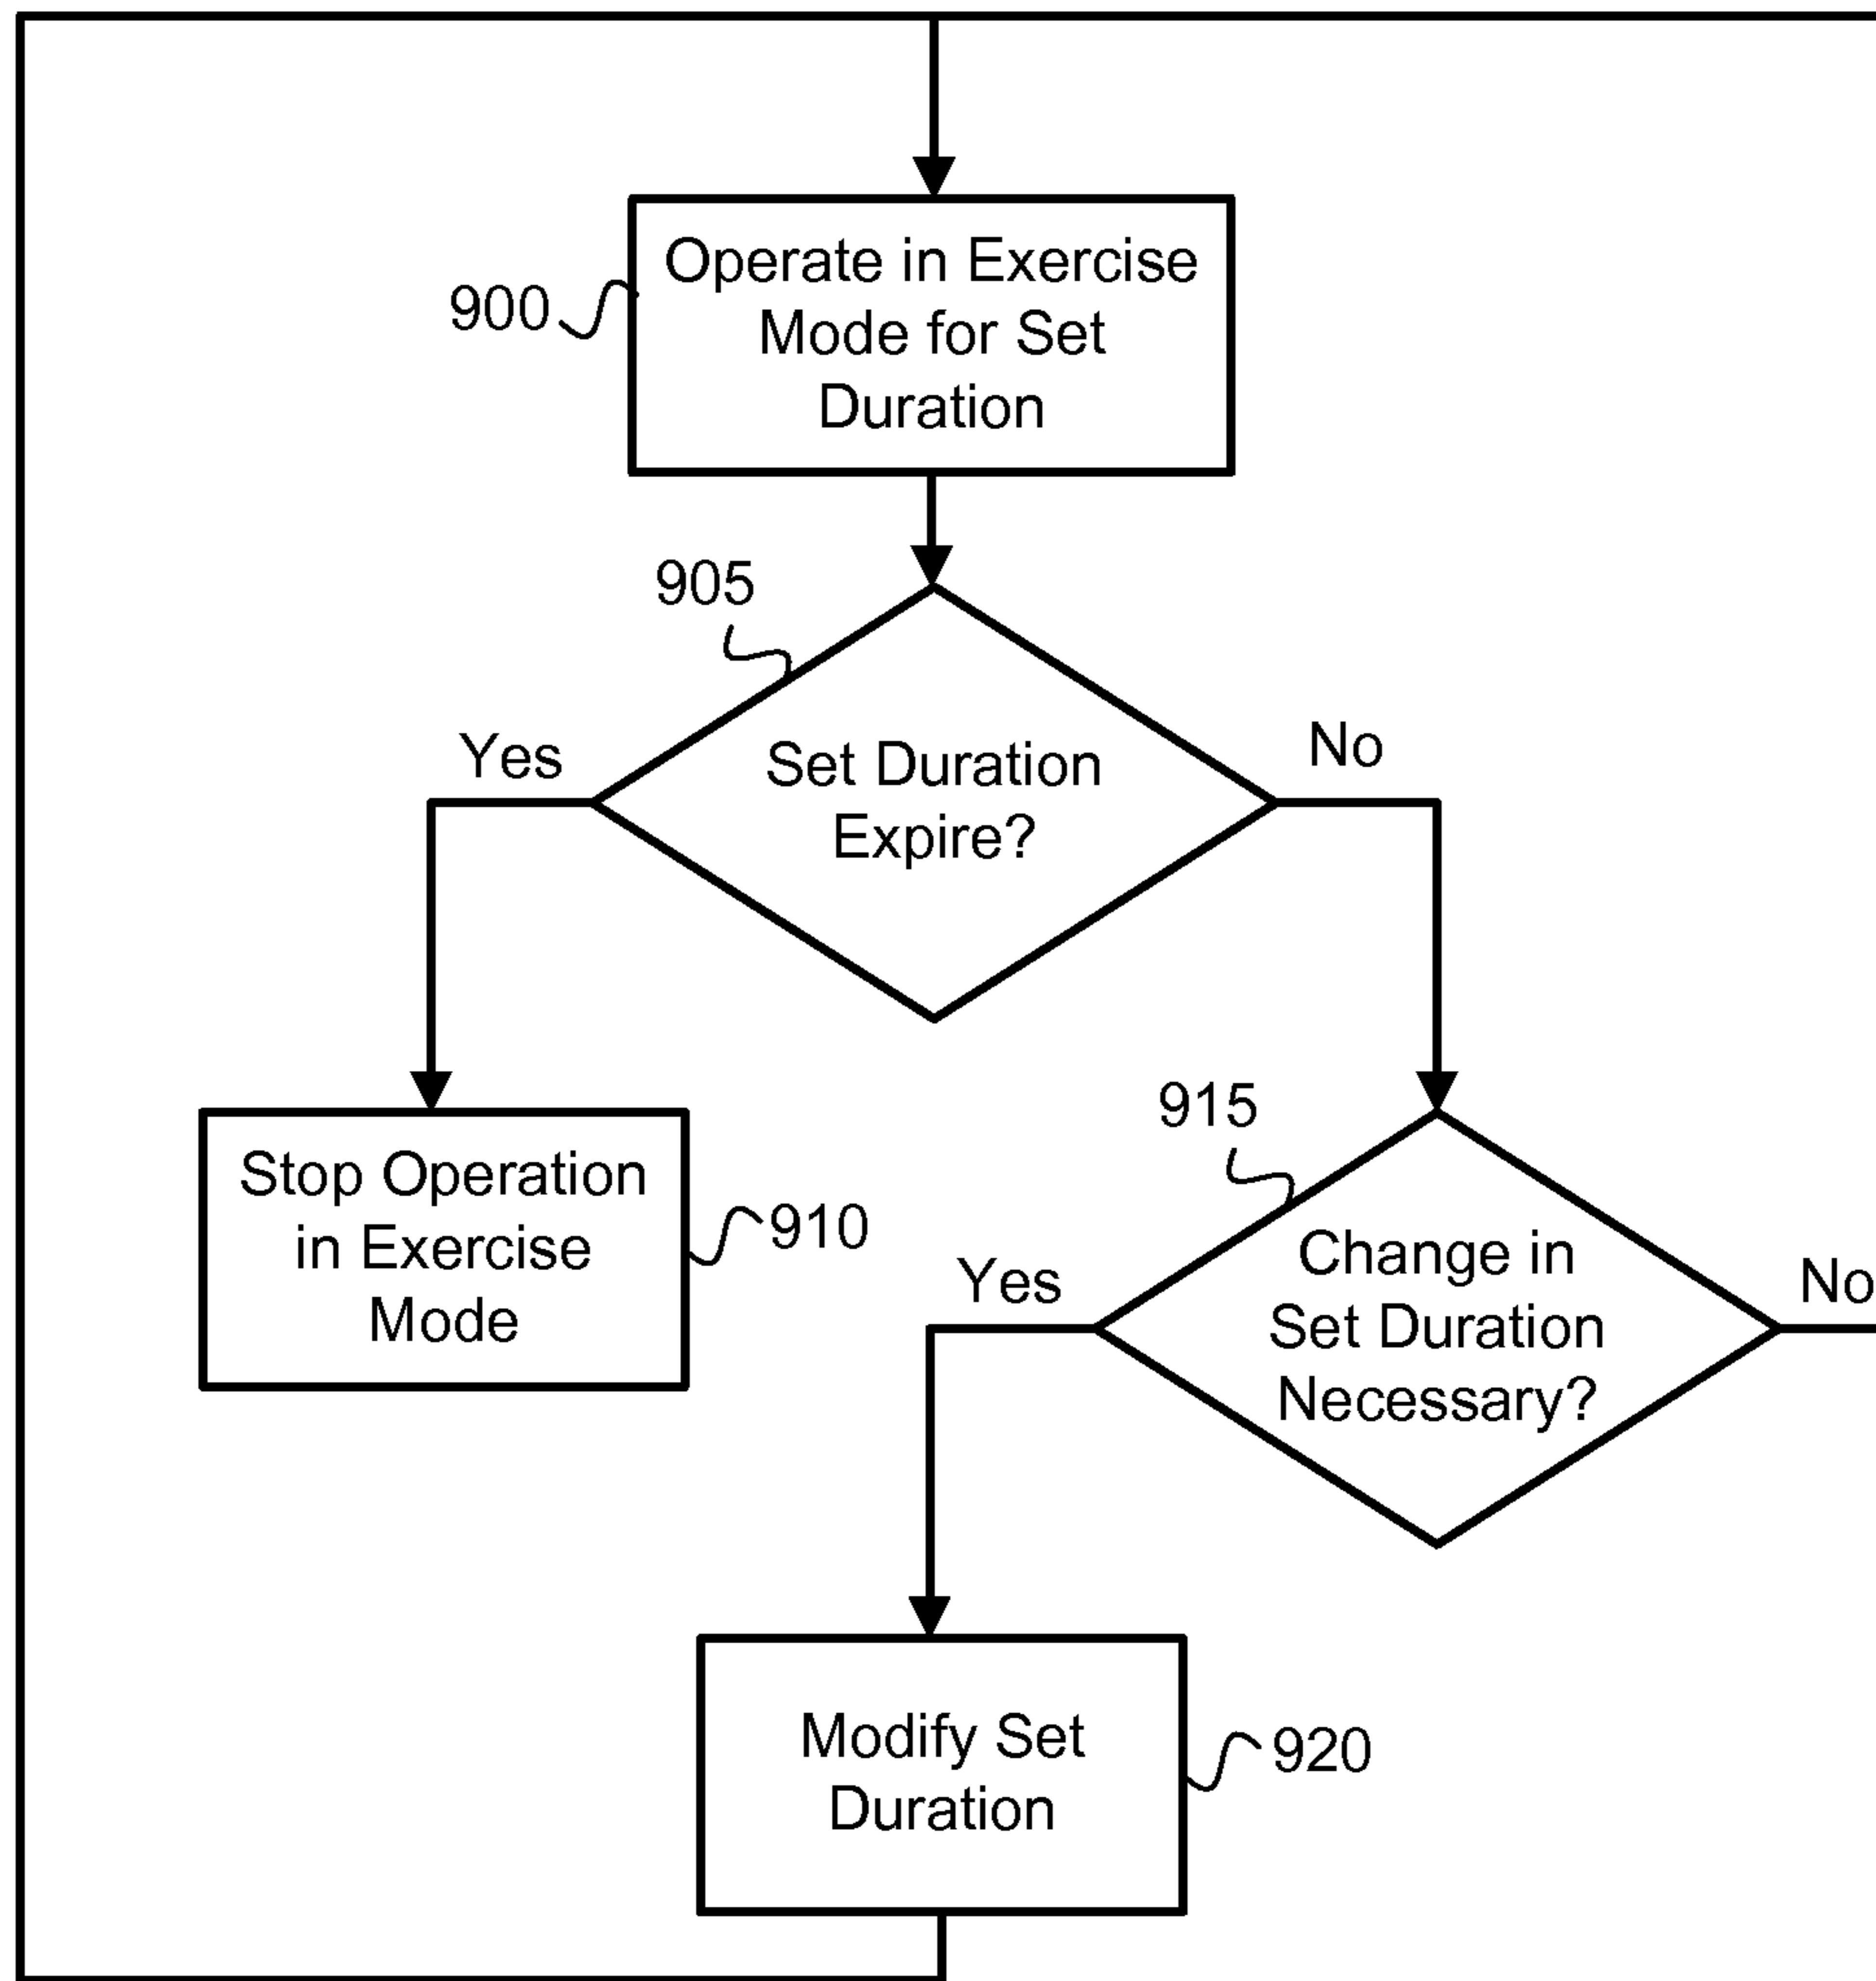 Operate in Exercise
Mode for Set
Duration
900
905
Set Duration
Expire?
Yes
No
Stop Operation
in Exercise
Mode
910
915
Change in
Set Duration
Necessary?
Yes
No
Modify Set
Duration
920